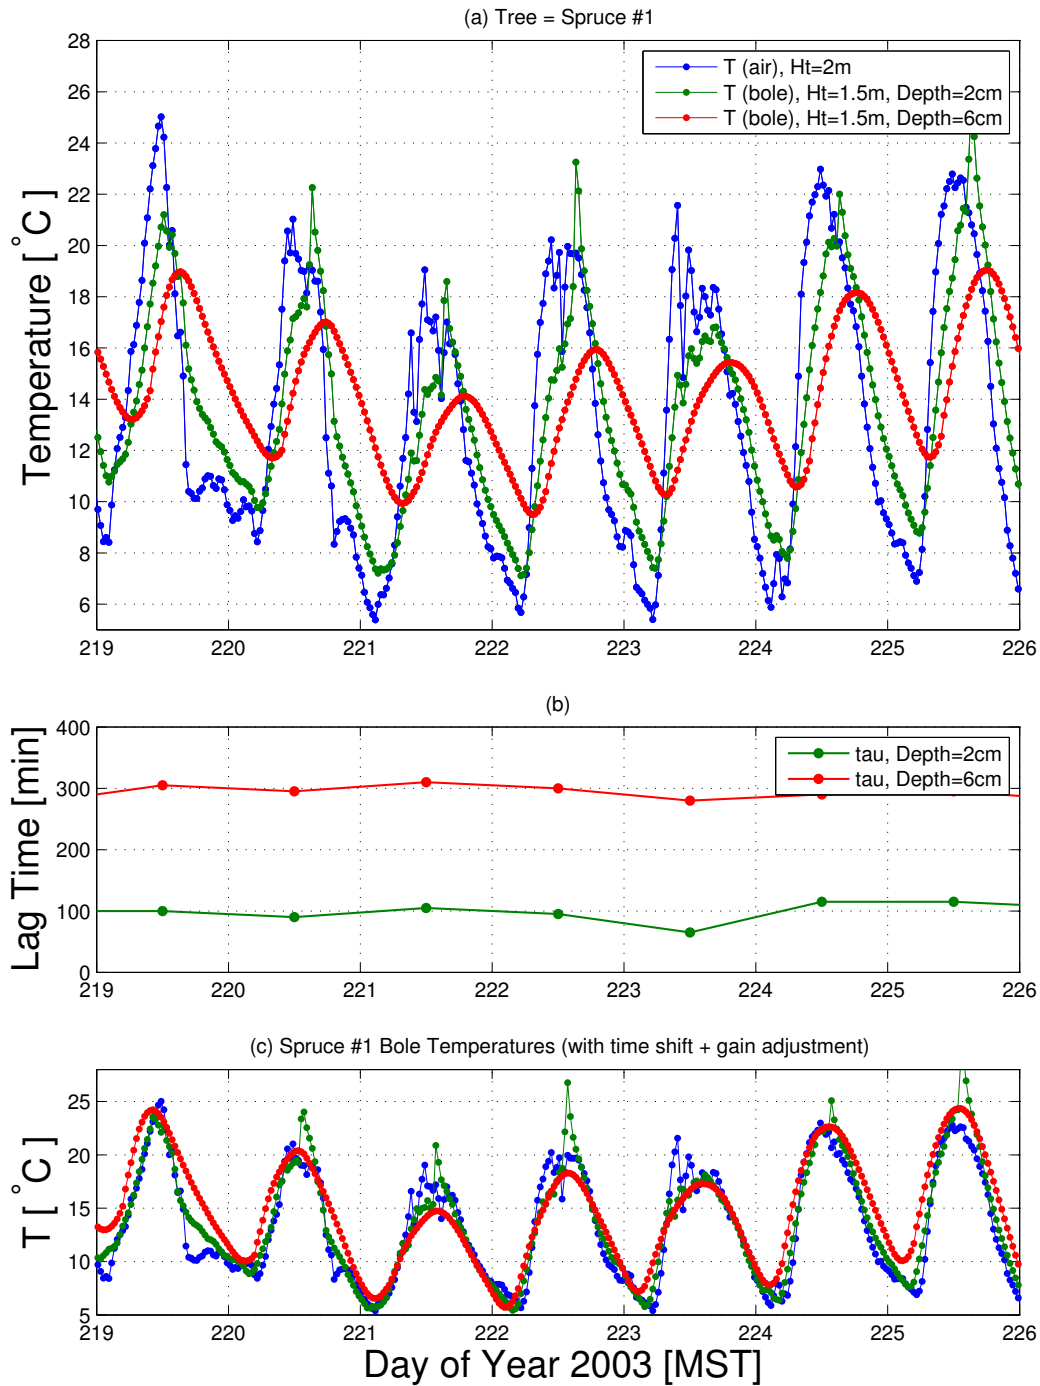 (a) Tree = Spruce #1
28
26
24
22
20
18
16
14
12
10
8
6
Temperature [ °C ]
T (air), Ht=2m
T (bole), Ht=1.5m, Depth=2cm
T (bole), Ht=1.5m, Depth=6cm
219 220 221 222 223 224 225 226
(b)
400
300
200
100
0
Lag Time [min]
tau, Depth=2cm
tau, Depth=6cm
219 220 221 222 223 224 225 226
(c) Spruce #1 Bole Temperatures (with time shift + gain adjustment)
25
20
15
10
5
T [ °C ]
219 220 221 222 223 224 225 226
Day of Year 2003 [MST]